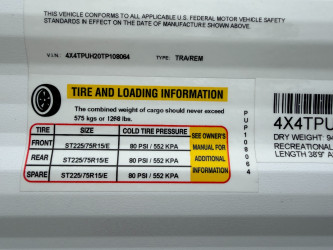 THIS VEHICLE CONFORMS TO ALL APPLICABLE U.S. FEDERAL MOTOR VEHICLE SAFETY
STANDARDS IN EFFECT ON THE DATE OF MANUFACTURE SHOWN ABOVE.
V.I.N.: 4X4TPUH20TP108064 TYPE: TRA/REM
TIRE AND LOADING INFORMATION
The combined weight of cargo should never exceed
575 kgs or 1268 lbs.
TIRE SIZE COLD TIRE PRESSURE SEE OWNER'S
MANUAL FOR
ADDITIONAL
INFORMATION
FRONT ST225/75R15/E 80 PSI / 552 KPA
REAR ST225/75R15/E 80 PSI / 552 KPA
SPARE ST225/75R15/E 80 PSI / 552 KPA
PUP108064
4X4TPU
DRY WEIGHT 94
RECREATIONAL
LENGTH 38'9" A